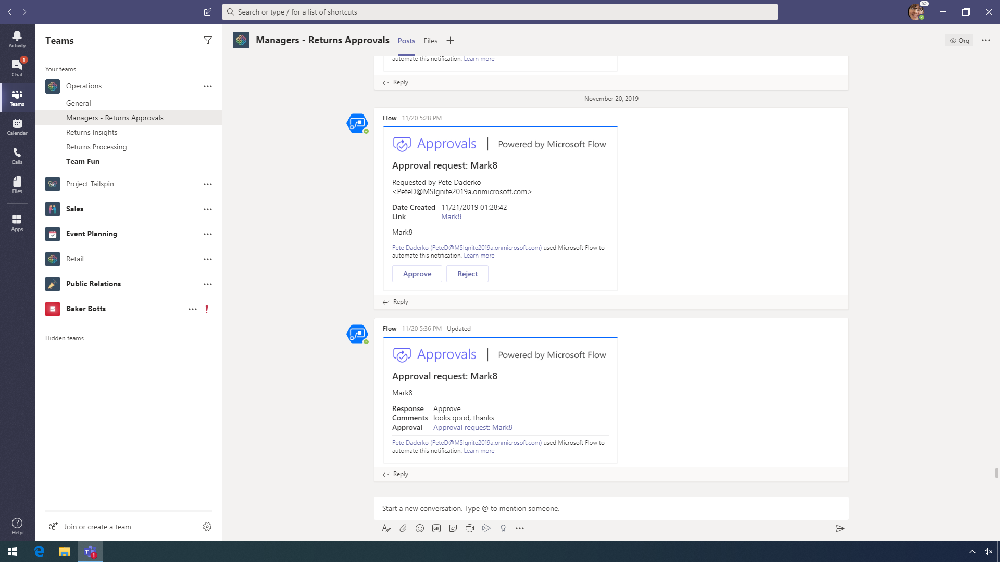 Search or type / for a list of shortcuts
R2
Activity
1
Chat
Teams
Calendar
Calls
Files
Apps
Help
Teams
Your teams
Operations
General
Managers - Returns Approvals
Returns Insights
Returns Processing
Team Fun
Project Tailspin
Sales
Event Planning
Retail
Public Relations
Baker Botts
Hidden teams
Join or create a team
Managers - Returns Approvals
Posts
Files
Org
automate this notification. Learn more
Reply
November 20, 2019
Flow 11/20 5:28 PM
Approvals | Powered by Microsoft Flow
Approval request: Mark8
Requested by Pete Daderko
<PeteD@MSIgnite2019a.onmicrosoft.com>
Date Created 11/21/2019 01:28:42
Link Mark8
Mark8
Pete Daderko (PeteD@MSIgnite2019a.onmicrosoft.com) used Microsoft Flow to
automate this notification. Learn more
Approve Reject
Reply
Flow 11/20 5:36 PM Updated
Approvals | Powered by Microsoft Flow
Approval request: Mark8
Mark8
Response Approve
Comments looks good, thanks
Approval Approval request: Mark8
Pete Daderko (PeteD@MSIgnite2019a.onmicrosoft.com) used Microsoft Flow to
automate this notification. Learn more
Reply
Start a new conversation. Type @ to mention someone.
GIF
T
1